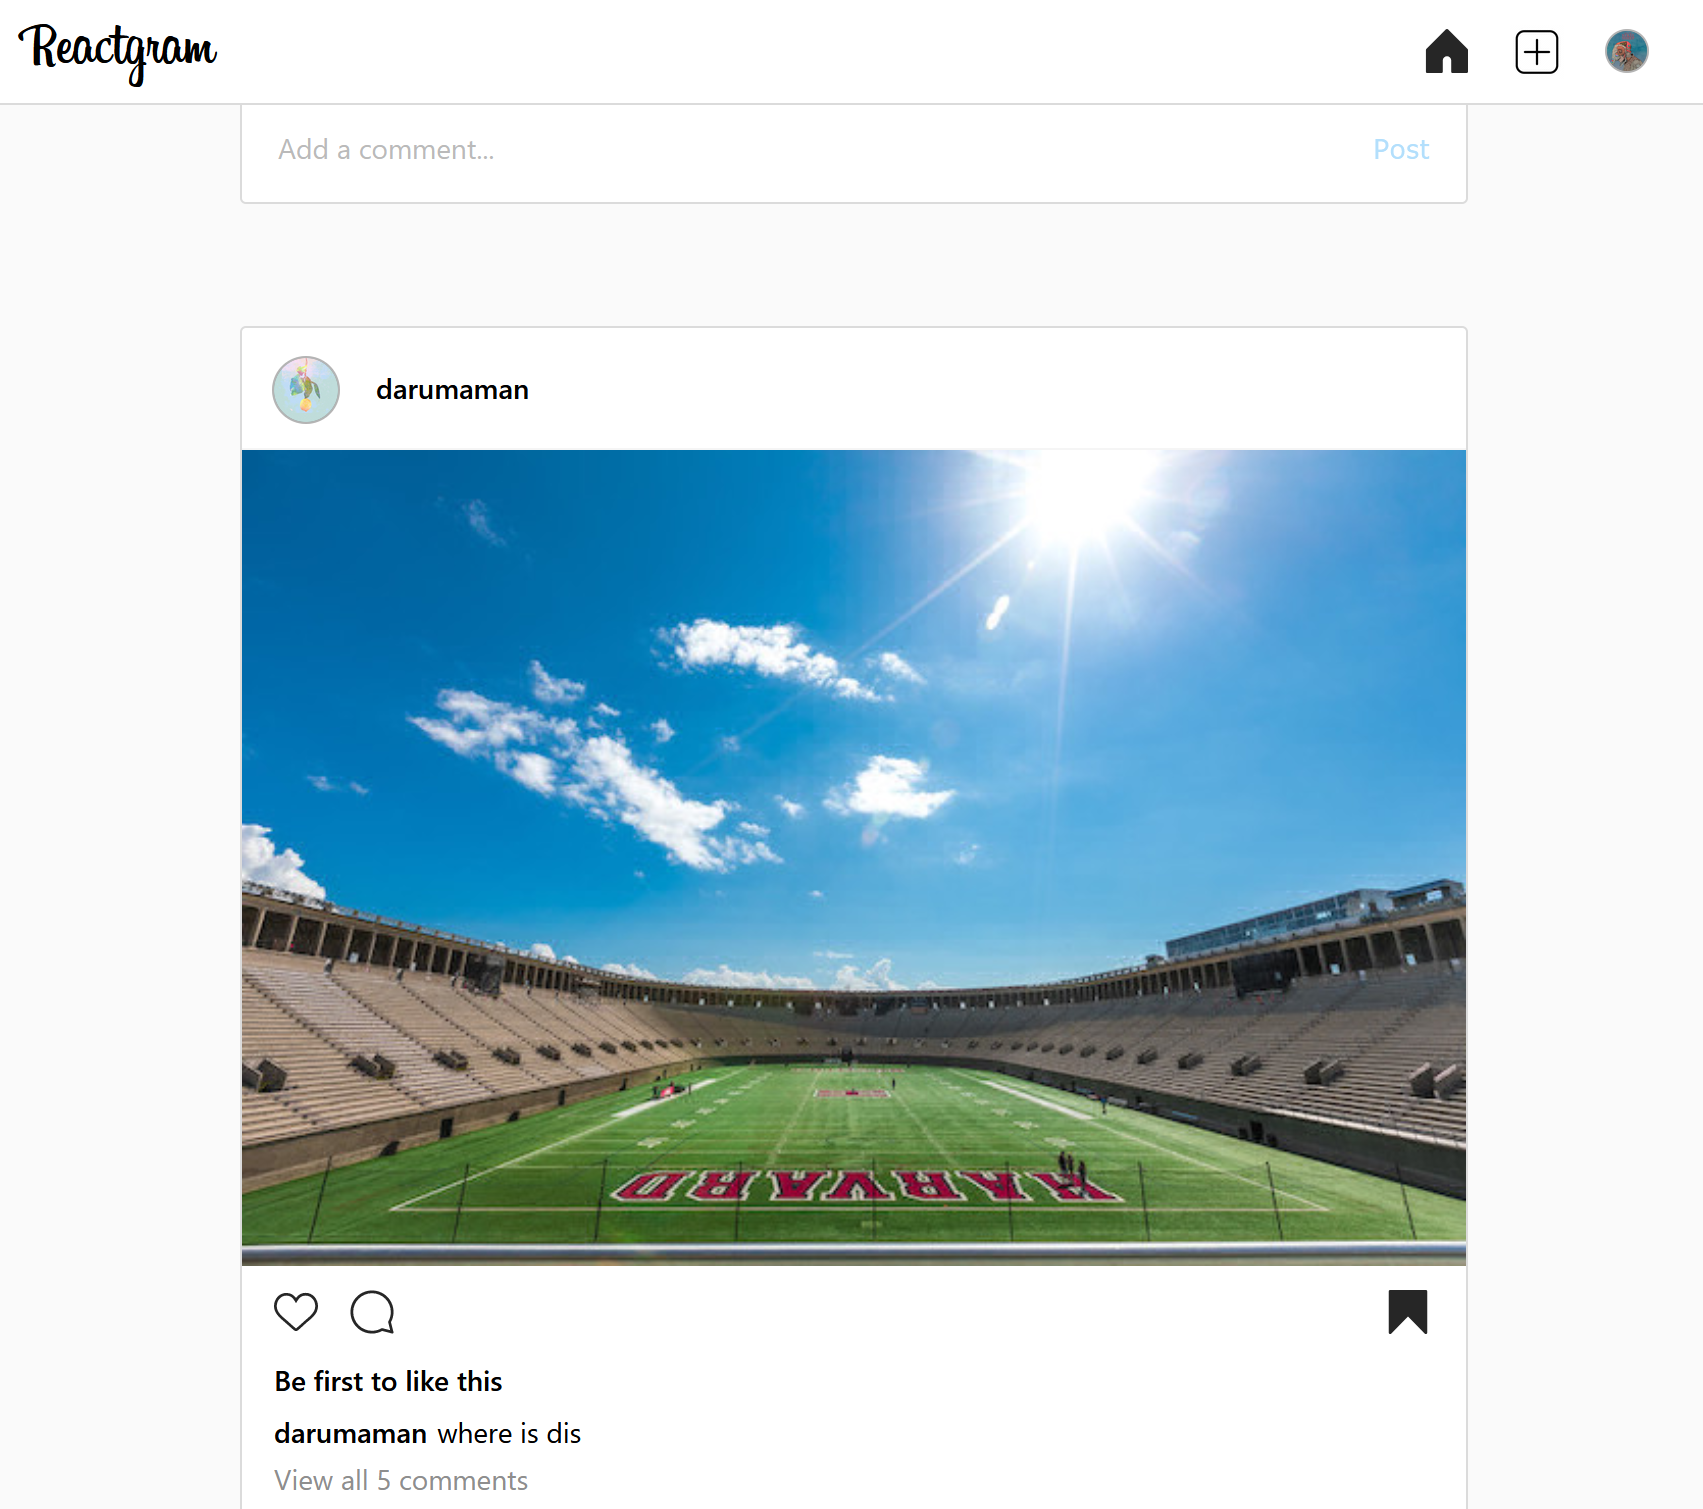 Reactgram
Add a comment...
Post
darumaman
HARVARD
Be first to like this
darumaman where is dis
View all 5 comments